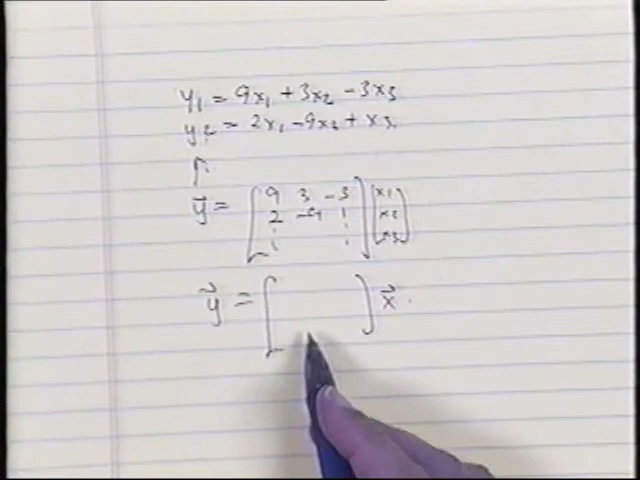 y₁ = 9x₁ + 3x₂ - 3x₃
y₂ = 2x₁ - 9x₂ + x₃.
y⃗ = [9 3 -3; 2 -9 1; ⋮ ⋮] [x₁; x₂; x₃]
y⃗ = [ ] x⃗.